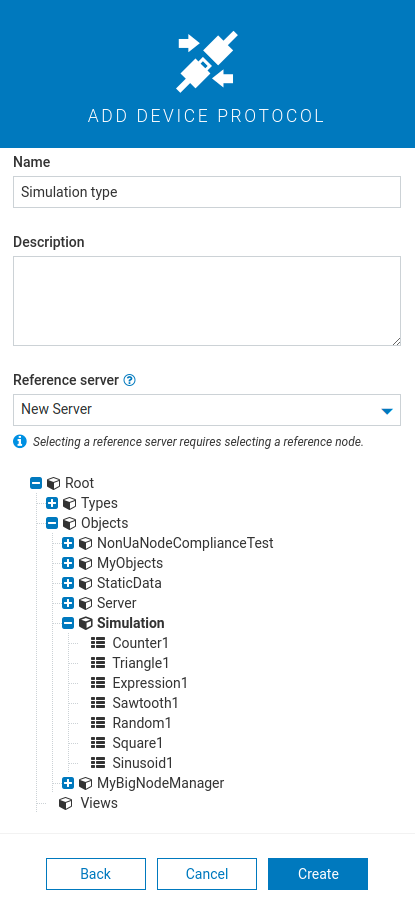 ADD DEVICE PROTOCOL
Name
Simulation type
Description
Reference server
New Server
Selecting a reference server requires selecting a reference node.
Root
Types
Objects
NonUaNodeComplianceTest
MyObjects
StaticData
Server
Simulation
Counter1
Triangle1
Expression1
Sawtooth1
Random1
Square1
Sinusoid1
MyBigNodeManager
Views
Back Cancel Create